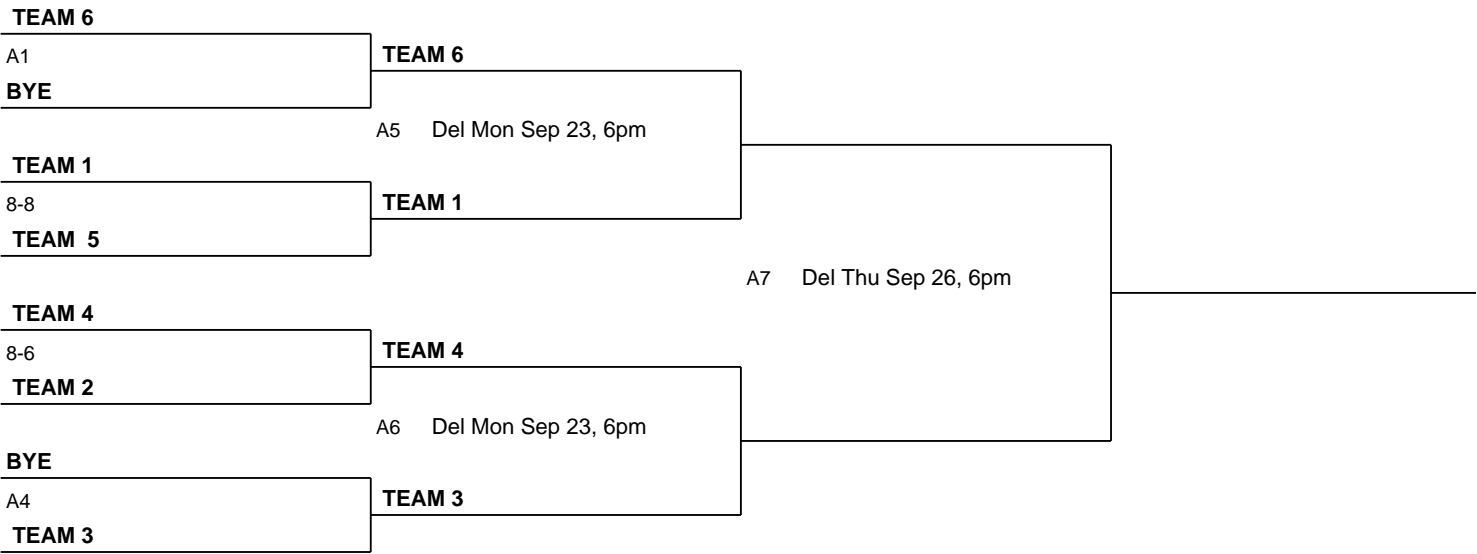 TEAM 6
A1
TEAM 6
BYE
A5 Del Mon Sep 23, 6pm
TEAM 1
8-8
TEAM 1
TEAM  5
A7 Del Thu Sep 26, 6pm
TEAM 4
8-6
TEAM 4
TEAM 2
A6 Del Mon Sep 23, 6pm
BYE
A4
TEAM 3
TEAM 3